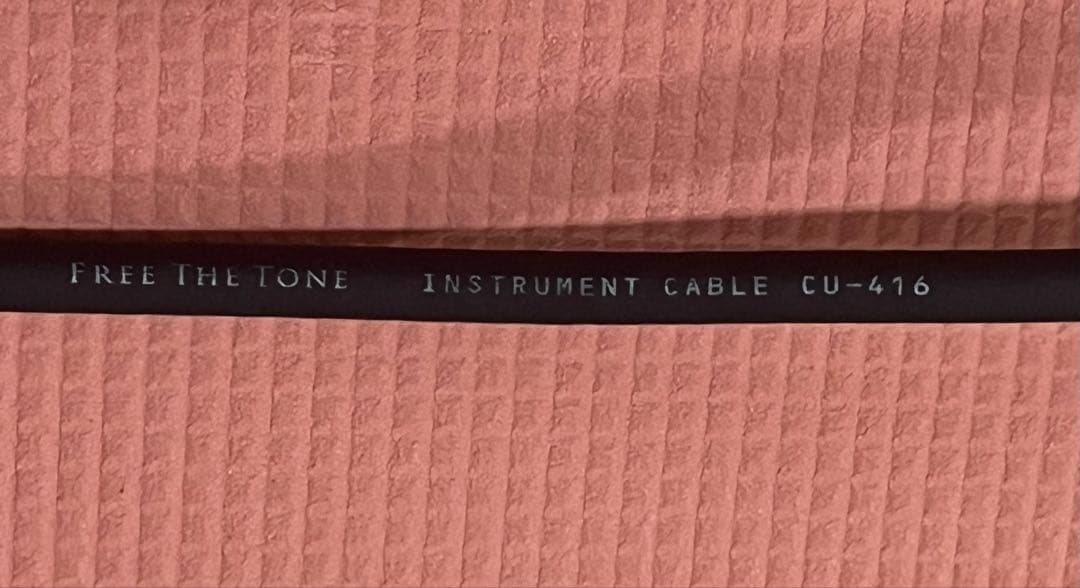 FREE THE TONE INSTRUMENT CABLE CU-416